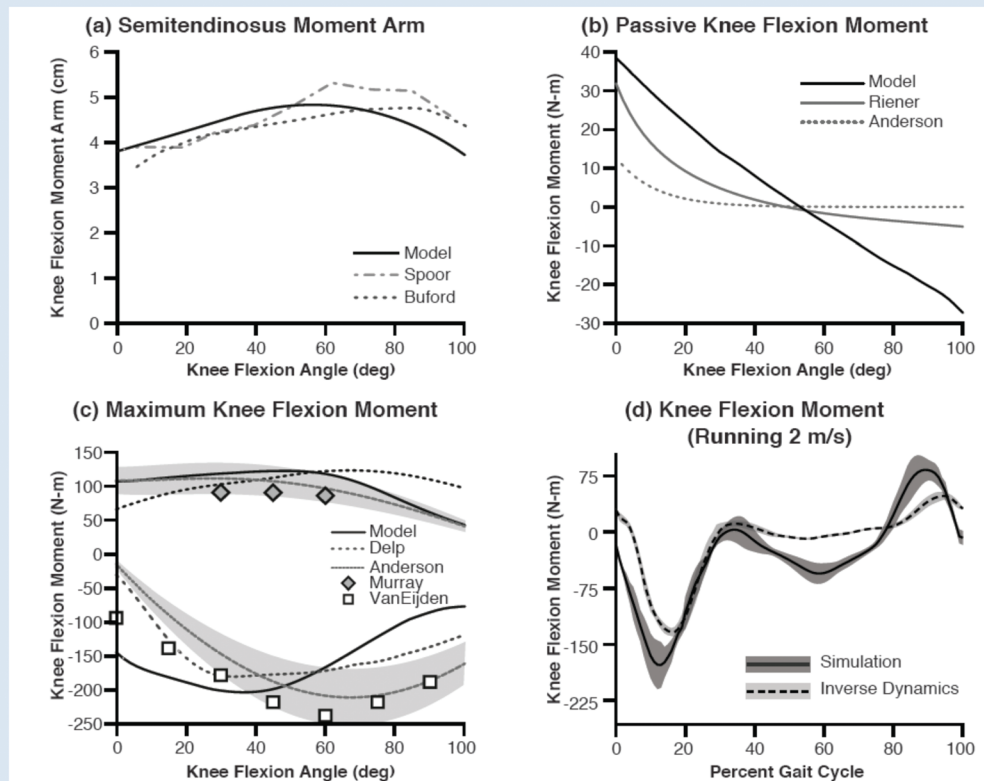 (a) Semitendinosus Moment Arm
Knee Flexion Moment Arm (cm)
6
5
4
3
2
1
0
Model
Spoor
Buford
0 20 40 60 80 100
Knee Flexion Angle (deg)
(b) Passive Knee Flexion Moment
Knee Flexion Moment (N-m)
40
30
20
10
0
-10
-20
-30
Model
Riener
Anderson
0 20 40 60 80 100
Knee Flexion Angle (deg)
(c) Maximum Knee Flexion Moment
Knee Flexion Moment (N-m)
150
100
50
0
-50
-100
-150
-200
-250
Model
Delp
Anderson
Murray
VanEijden
0 20 40 60 80 100
Knee Flexion Angle (deg)
(d) Knee Flexion Moment
(Running 2 m/s)
Knee Flexion Moment (N-m)
75
0
-75
-150
-225
Simulation
Inverse Dynamics
0 20 40 60 80 100
Percent Gait Cycle